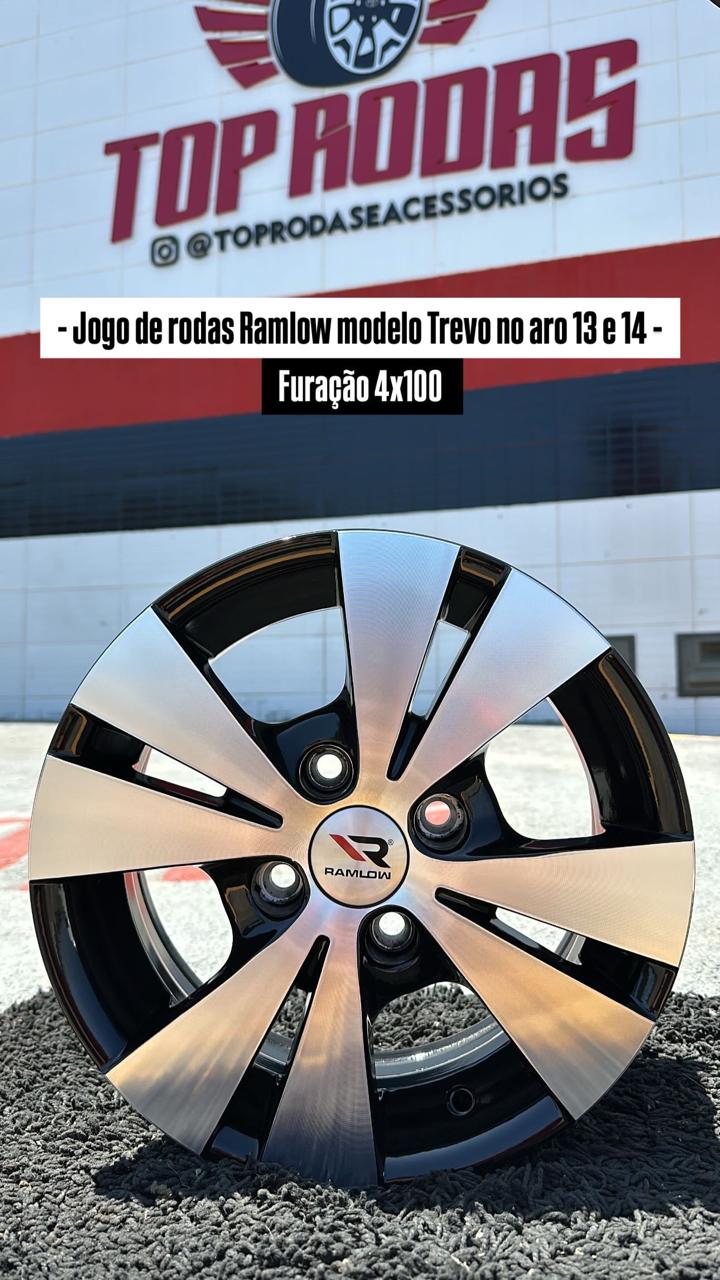 TOP RODAS
@TOPRODASEACESSORIOS
- Jogo de rodas Ramlow modelo Trevo no aro 13 e 14 -
Furação 4x100
R®
RAMLOW